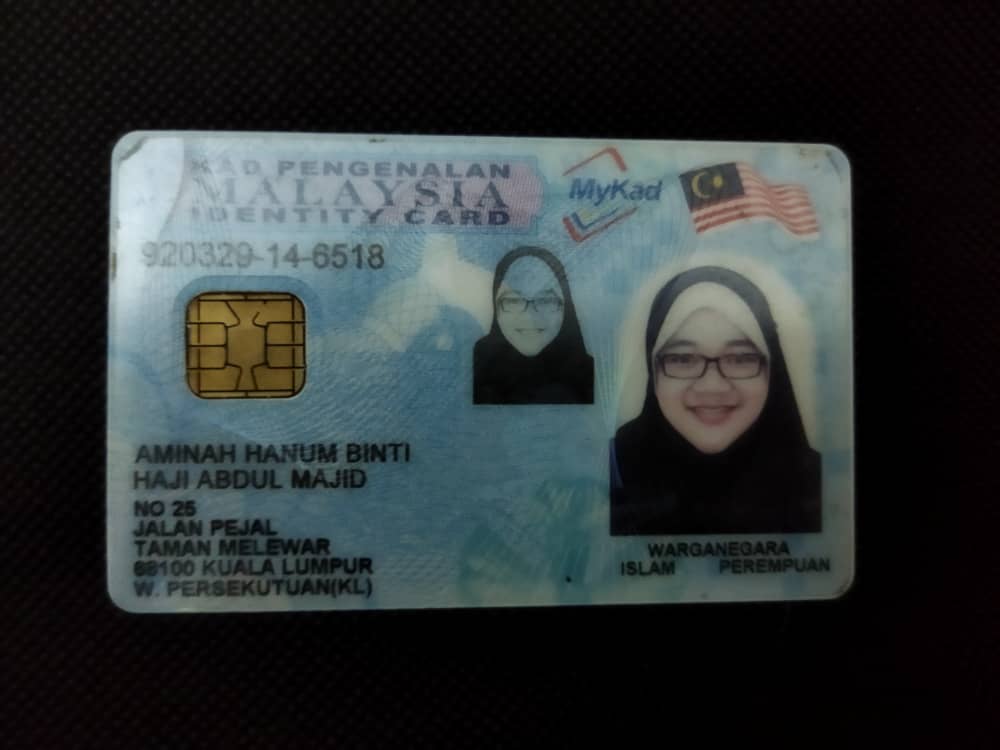 KAD PENGENALAN
MALAYSIA
IDENTITY CARD
MyKad
920329-14-6518
AMINAH HANUM BINTI
HAJI ABDUL MAJID
NO 25
JALAN PEJAL
TAMAN MELEWAR
68100 KUALA LUMPUR
W. PERSEKUTUAN(KL)
WARGANEGARA
ISLAM PEREMPUAN